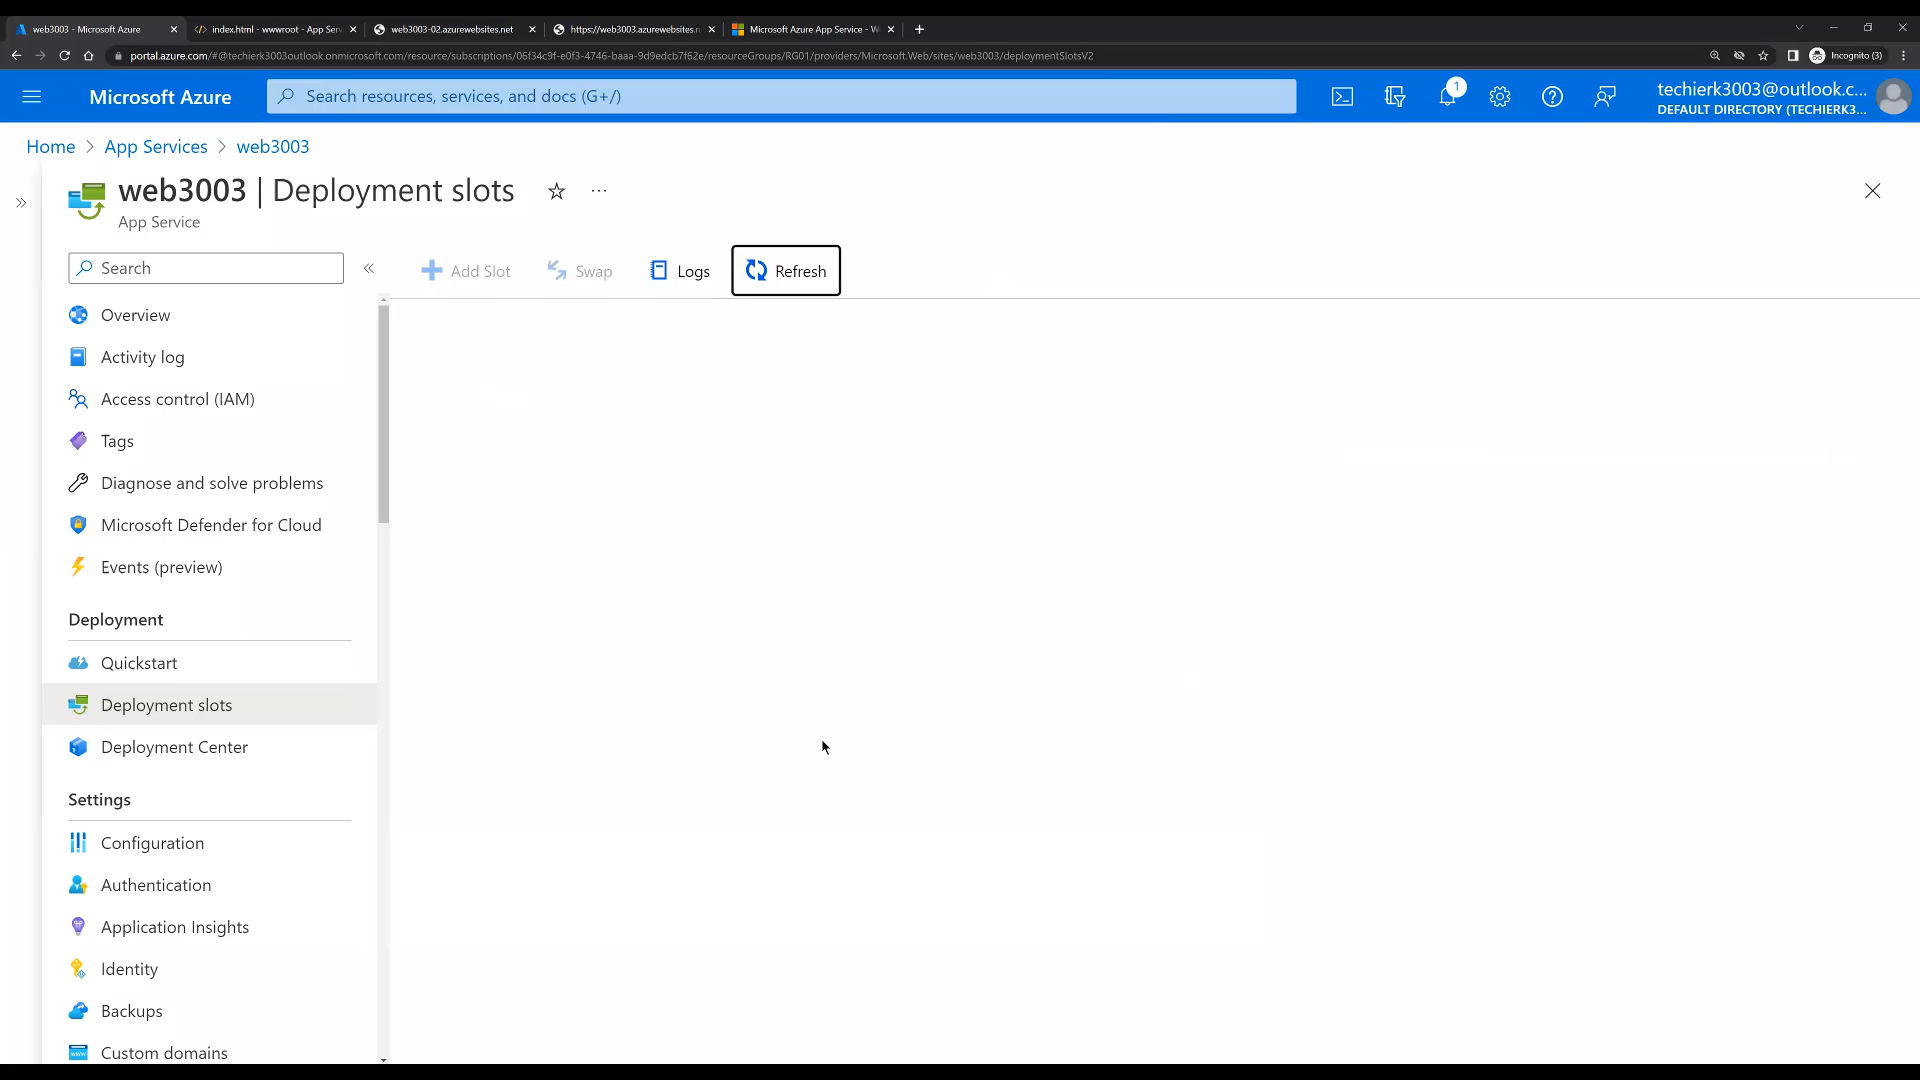 web3003 - Microsoft Azure
index.html - wwwroot - App Serv
web3003-02.azurewebsites.net
https://web3003.azurewebsites.n
Microsoft Azure App Service - W
portal.azure.com/#@techierk3003outlook.onmicrosoft.com/resource/subscriptions/06f34c9f-e0f3-4746-baaa-9d9edcb7f62e/resourceGroups/RG01/providers/Microsoft.Web/sites/web3003/deploymentSlotsV2
Incognito (3)
Microsoft Azure
Search resources, services, and docs (G+/)
1
techierk3003@outlook.c...
DEFAULT DIRECTORY (TECHIERK3...
Home > App Services > web3003
web3003 | Deployment slots
App Service
Search
Add Slot
Swap
Logs
Refresh
Overview
Activity log
Access control (IAM)
Tags
Diagnose and solve problems
Microsoft Defender for Cloud
Events (preview)
Deployment
Quickstart
Deployment slots
Deployment Center
Settings
Configuration
Authentication
Application Insights
Identity
Backups
Custom domains